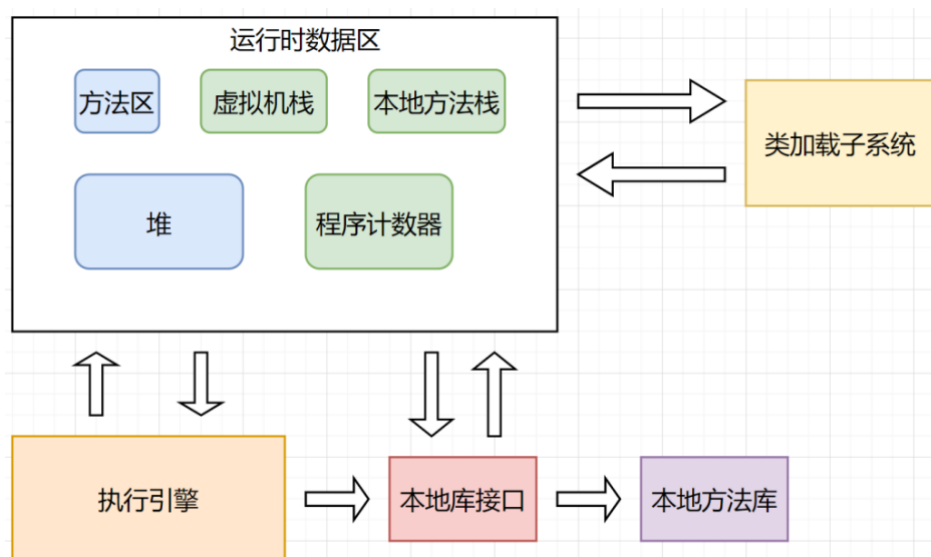 运行时数据区
方法区
虚拟机栈
本地方法栈
类加载子系统
堆
程序计数器
执行引擎
本地库接口
本地方法库